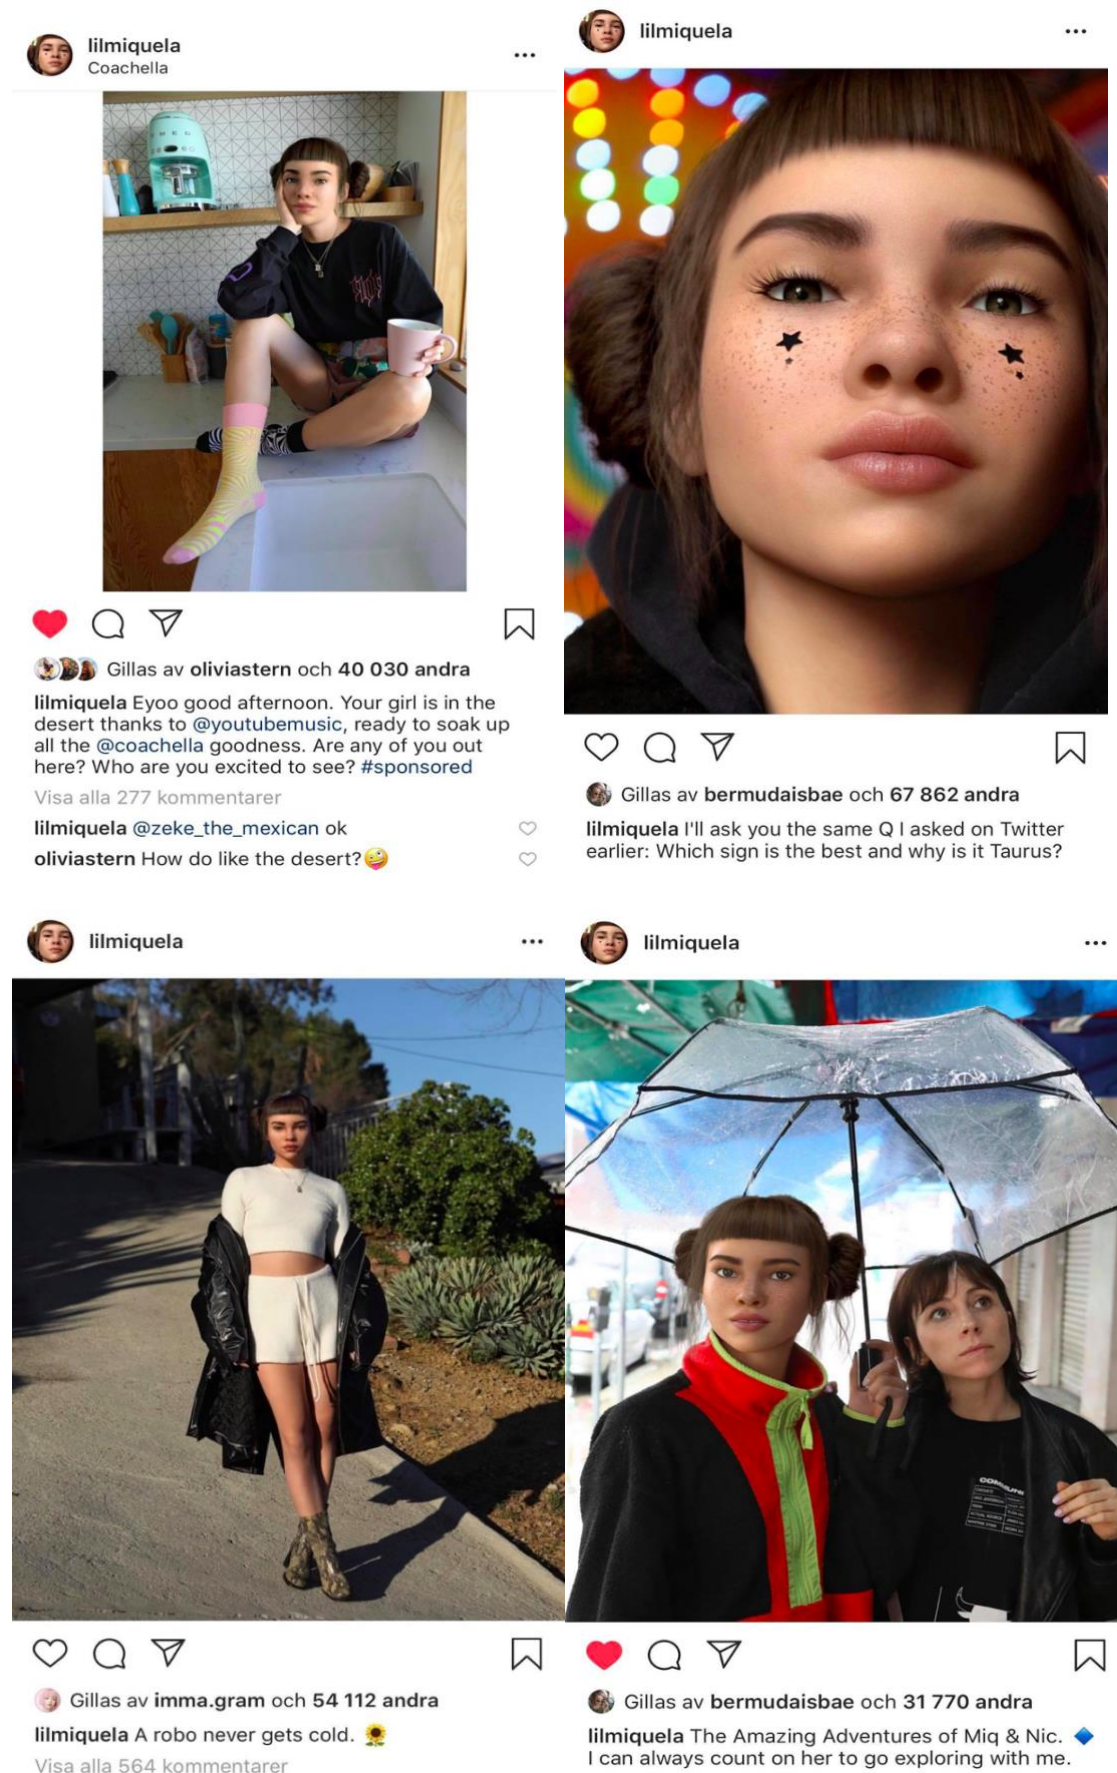 lilmiquela
Coachella
SMEG
Gillas av oliviastern och 40 030 andra
lilmiquela Eyoo good afternoon. Your girl is in the
desert thanks to @youtubemusic, ready to soak up
all the @coachella goodness. Are any of you out
here? Who are you excited to see? #sponsored
Visa alla 277 kommentarer
lilmiquela @zeke_the_mexican ok
oliviastern How do like the desert?🤪
lilmiquela
Gillas av bermudaisbae och 67 862 andra
lilmiquela I'll ask you the same Q I asked on Twitter
earlier: Which sign is the best and why is it Taurus?
lilmiquela
Gillas av imma.gram och 54 112 andra
lilmiquela A robo never gets cold. 🌻
Visa alla 564 kommentarer
lilmiquela
Gillas av bermudaisbae och 31 770 andra
lilmiquela The Amazing Adventures of Miq & Nic. 🔷
I can always count on her to go exploring with me.